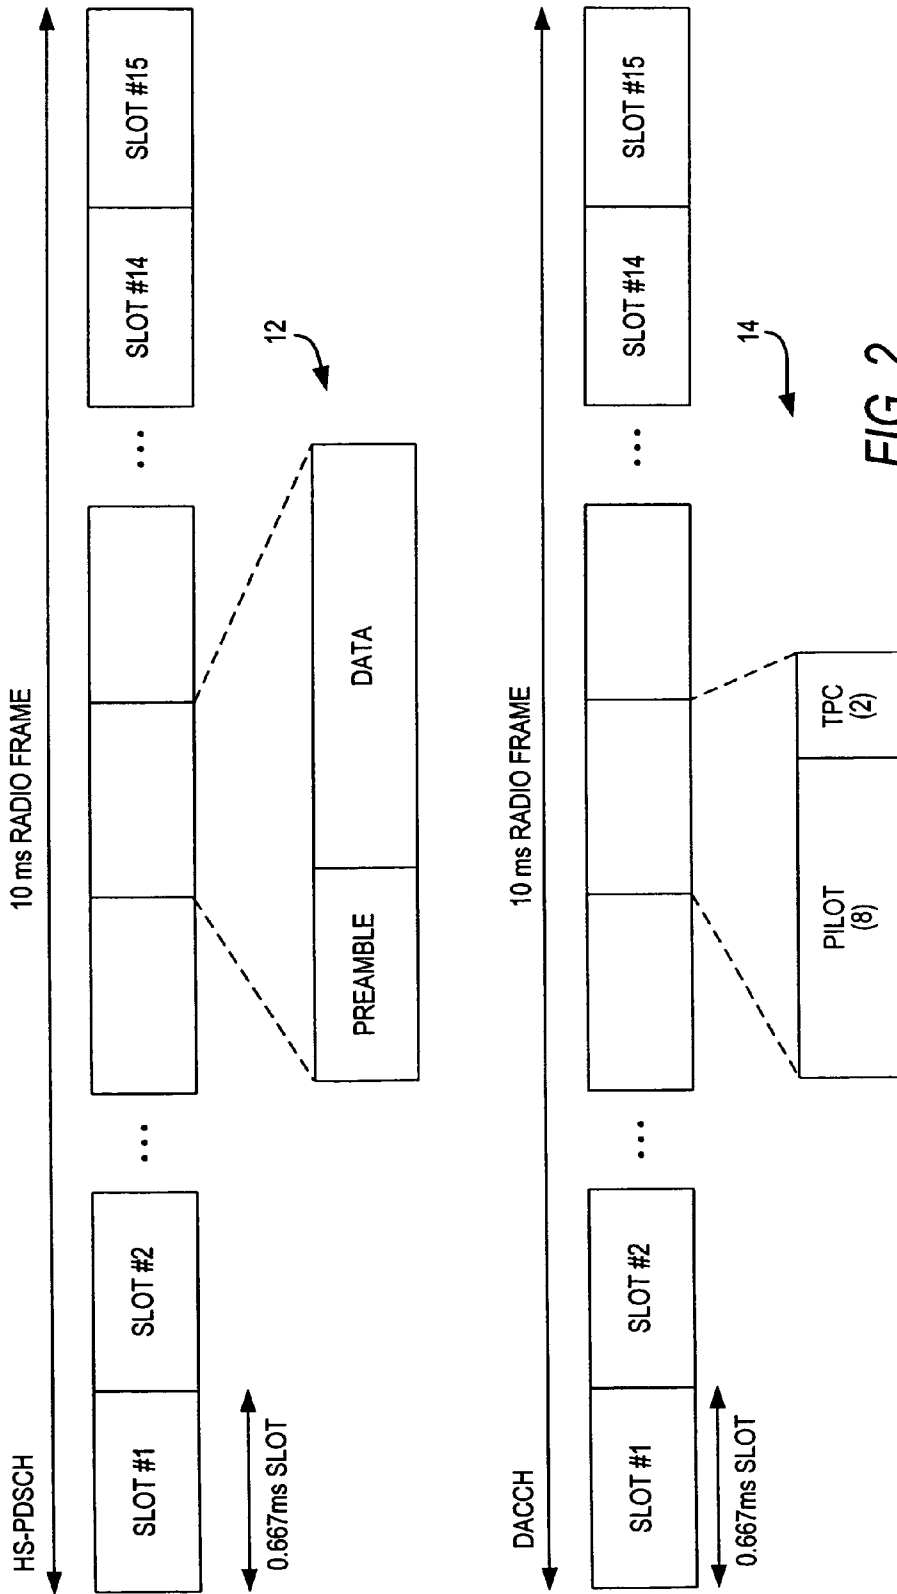 HS-PDSCH
10 ms RADIO FRAME
SLOT #1
SLOT #2
...
...
SLOT #14
SLOT #15
0.667ms SLOT
PREAMBLE
DATA
12
DACCH
10 ms RADIO FRAME
SLOT #1
SLOT #2
...
...
SLOT #14
SLOT #15
0.667ms SLOT
PILOT
(8)
TPC
(2)
14
FIG. 2